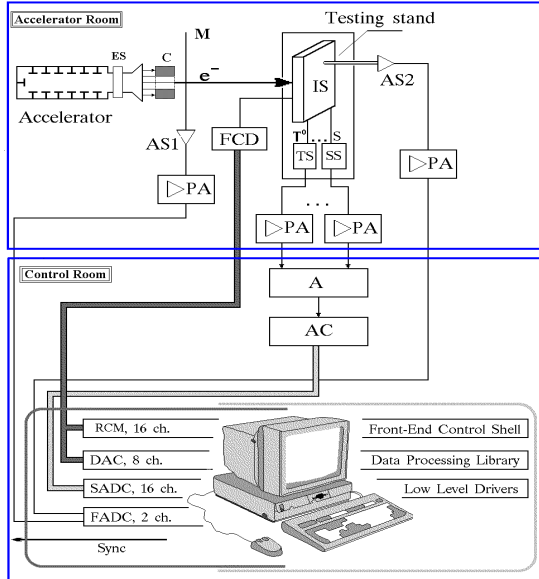 Accelerator Room
Testing stand
M
ES
C
e⁻
IS
AS2
Accelerator
AS1
FCD
T⁰ ... S
TS
SS
PA
PA
. . .
PA
PA
Control Room
A
AC
RCM, 16 ch.
Front-End Control Shell
DAC, 8 ch.
Data Processing Library
SADC, 16 ch.
Low Level Drivers
FADC, 2 ch.
Sync